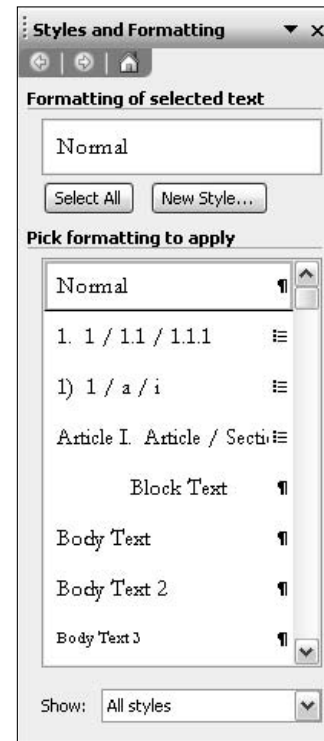 Styles and Formatting
Formatting of selected text
Normal
Select All New Style...
Pick formatting to apply
Normal ¶
1. 1 / 1.1 / 1.1.1
1) 1 / a / i
Article I. Article / Secti
Block Text ¶
Body Text ¶
Body Text 2 ¶
Body Text 3 ¶
Show: All styles